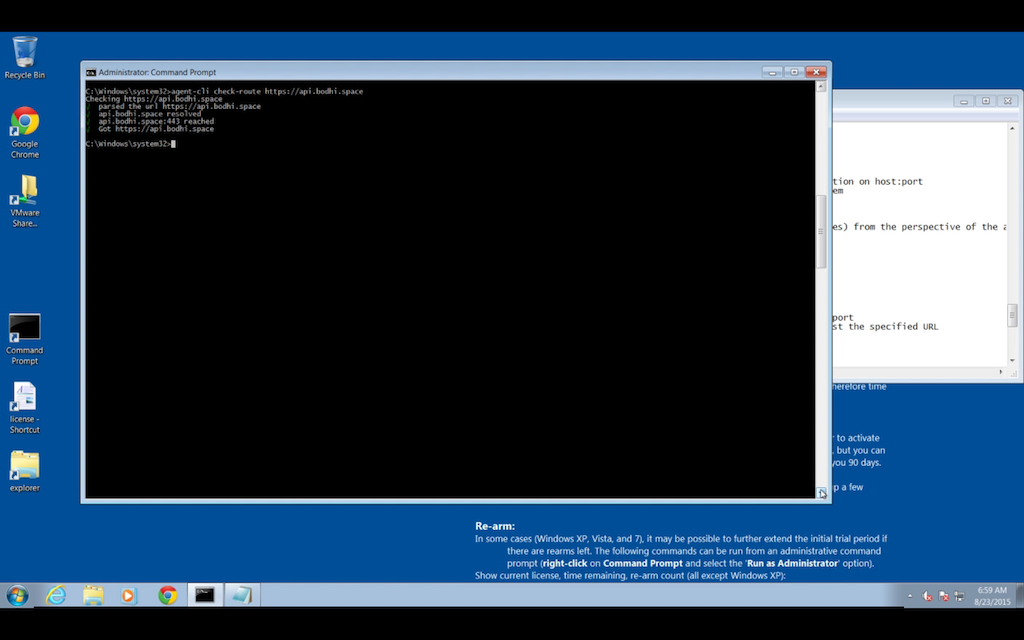 Recycle Bin
Google
Chrome
VMware
Share...
Command
Prompt
license -
Shortcut
explorer
Administrator: Command Prompt
C:\Windows\system32>agent-cli check-route https://api.bodhi.space
Checking https://api.bodhi.space
parsed the url https://api.bodhi.space
api.bodhi.space resolved
api.bodhi.space:443 reached
Got https://api.bodhi.space
C:\Windows\system32>
tion on host:port
em
es) from the perspective of the a
port
st the specified URL
herefore time
r to activate
, but you can
you 90 days.
p a few
Re-arm:
In some cases (Windows XP, Vista, and 7), it may be possible to further extend the initial trial period if
there are rearms left. The following commands can be run from an administrative command
prompt (right-click on Command Prompt and select the 'Run as Administrator' option).
Show current license, time remaining, re-arm count (all except Windows XP):
6:59 AM
8/23/2015